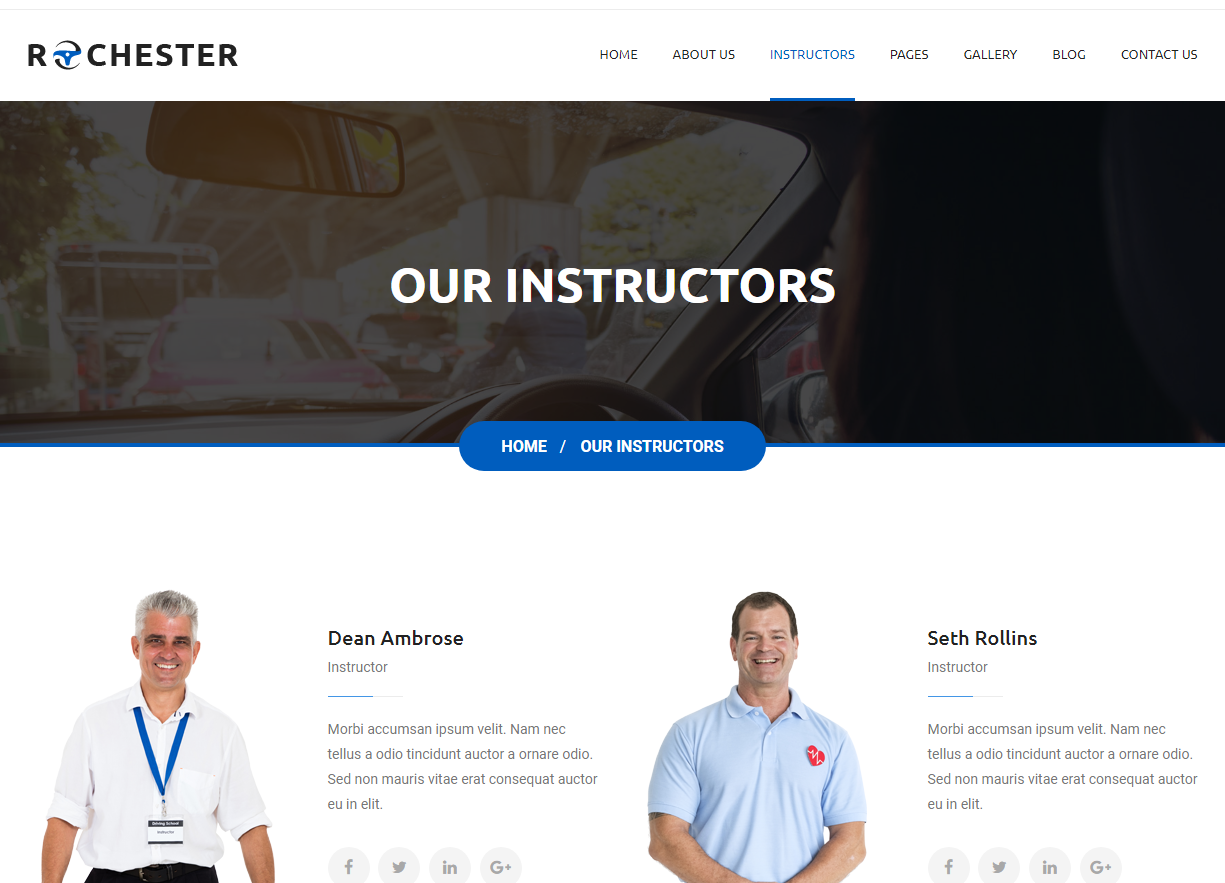 ROCHESTER
HOME
ABOUT US
INSTRUCTORS
PAGES
GALLERY
BLOG
CONTACT US
OUR INSTRUCTORS
HOME / OUR INSTRUCTORS
Dean Ambrose
Instructor
Morbi accumsan ipsum velit. Nam nec
tellus a odio tincidunt auctor a ornare odio.
Sed non mauris vitae erat consequat auctor
eu in elit.
Driving School
Instructor
Seth Rollins
Instructor
Morbi accumsan ipsum velit. Nam nec
tellus a odio tincidunt auctor a ornare odio.
Sed non mauris vitae erat consequat auctor
eu in elit.